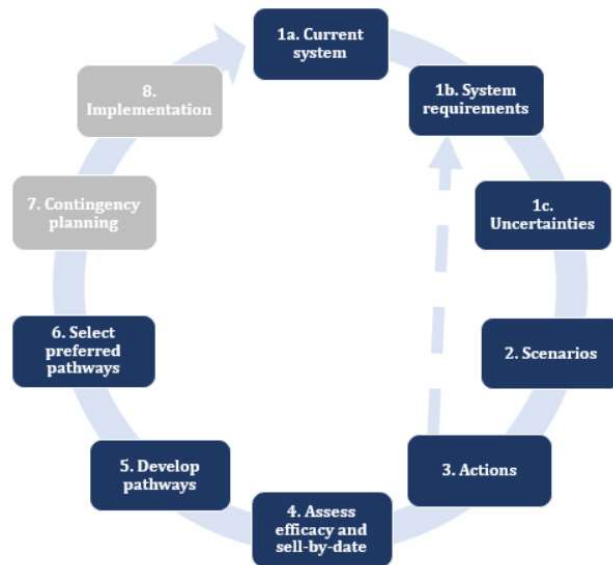 1a. Current
system
1b. System
requirements
1c.
Uncertainties
2. Scenarios
3. Actions
4. Assess
efficacy and
sell-by-date
5. Develop
pathways
6. Select
preferred
pathways
7. Contingency
planning
8.
Implementation